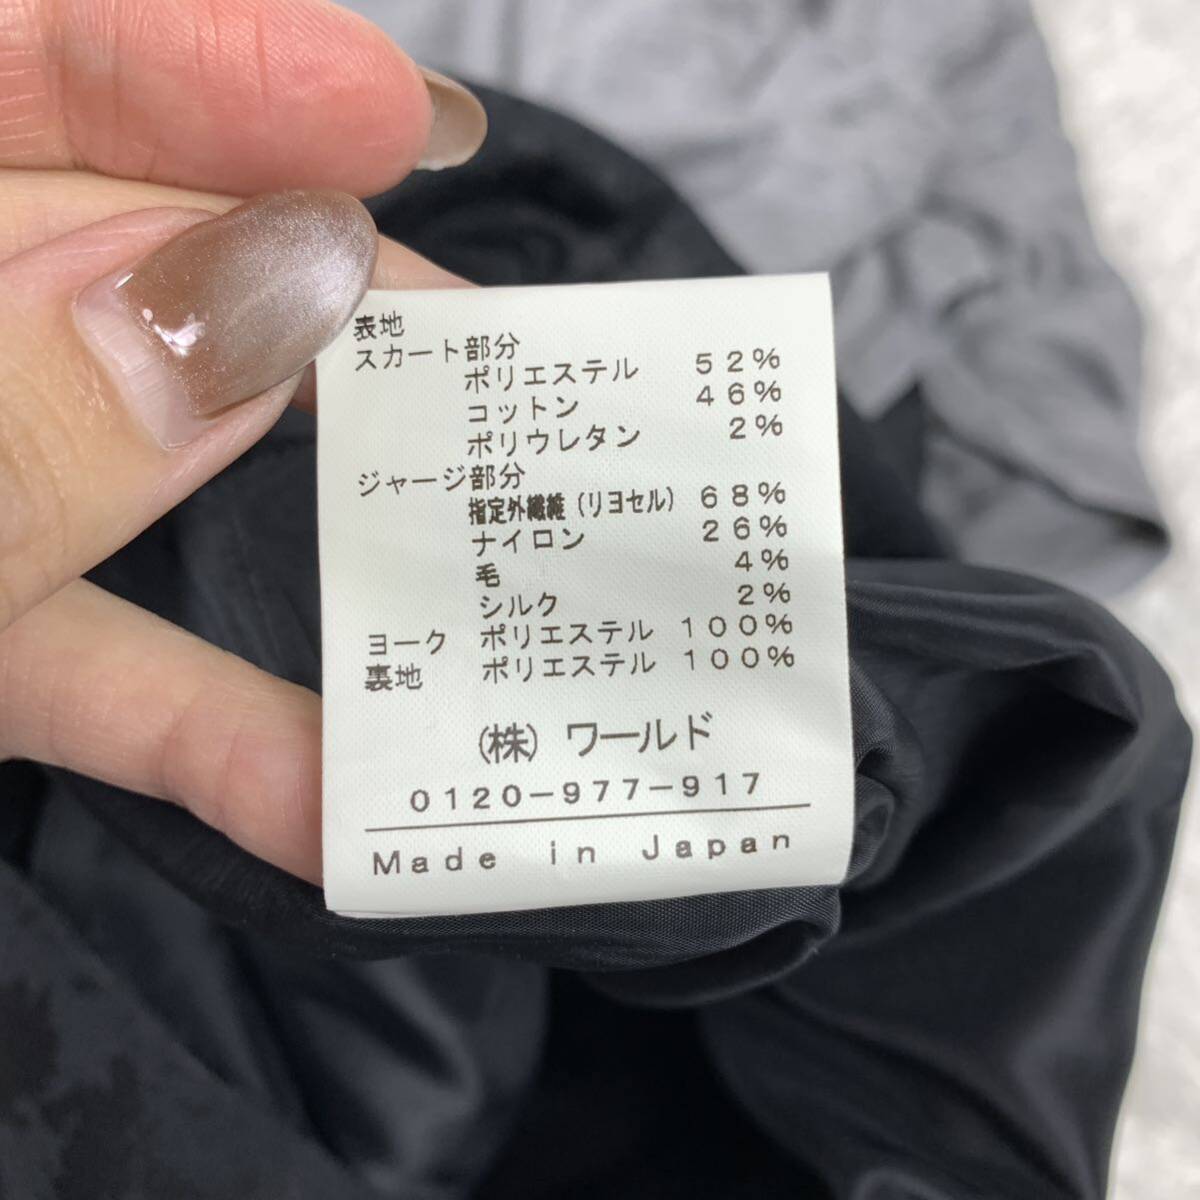 表地
スカート部分
ポリエステル 52%
コットン 46%
ポリウレタン 2%
ジャージ部分
指定外繊維(リヨセル) 68%
ナイロン 26%
毛 4%
シルク 2%
ヨーク ポリエステル 100%
裏地 ポリエステル 100%
(株)ワールド
0120-977-917
Made in Japan